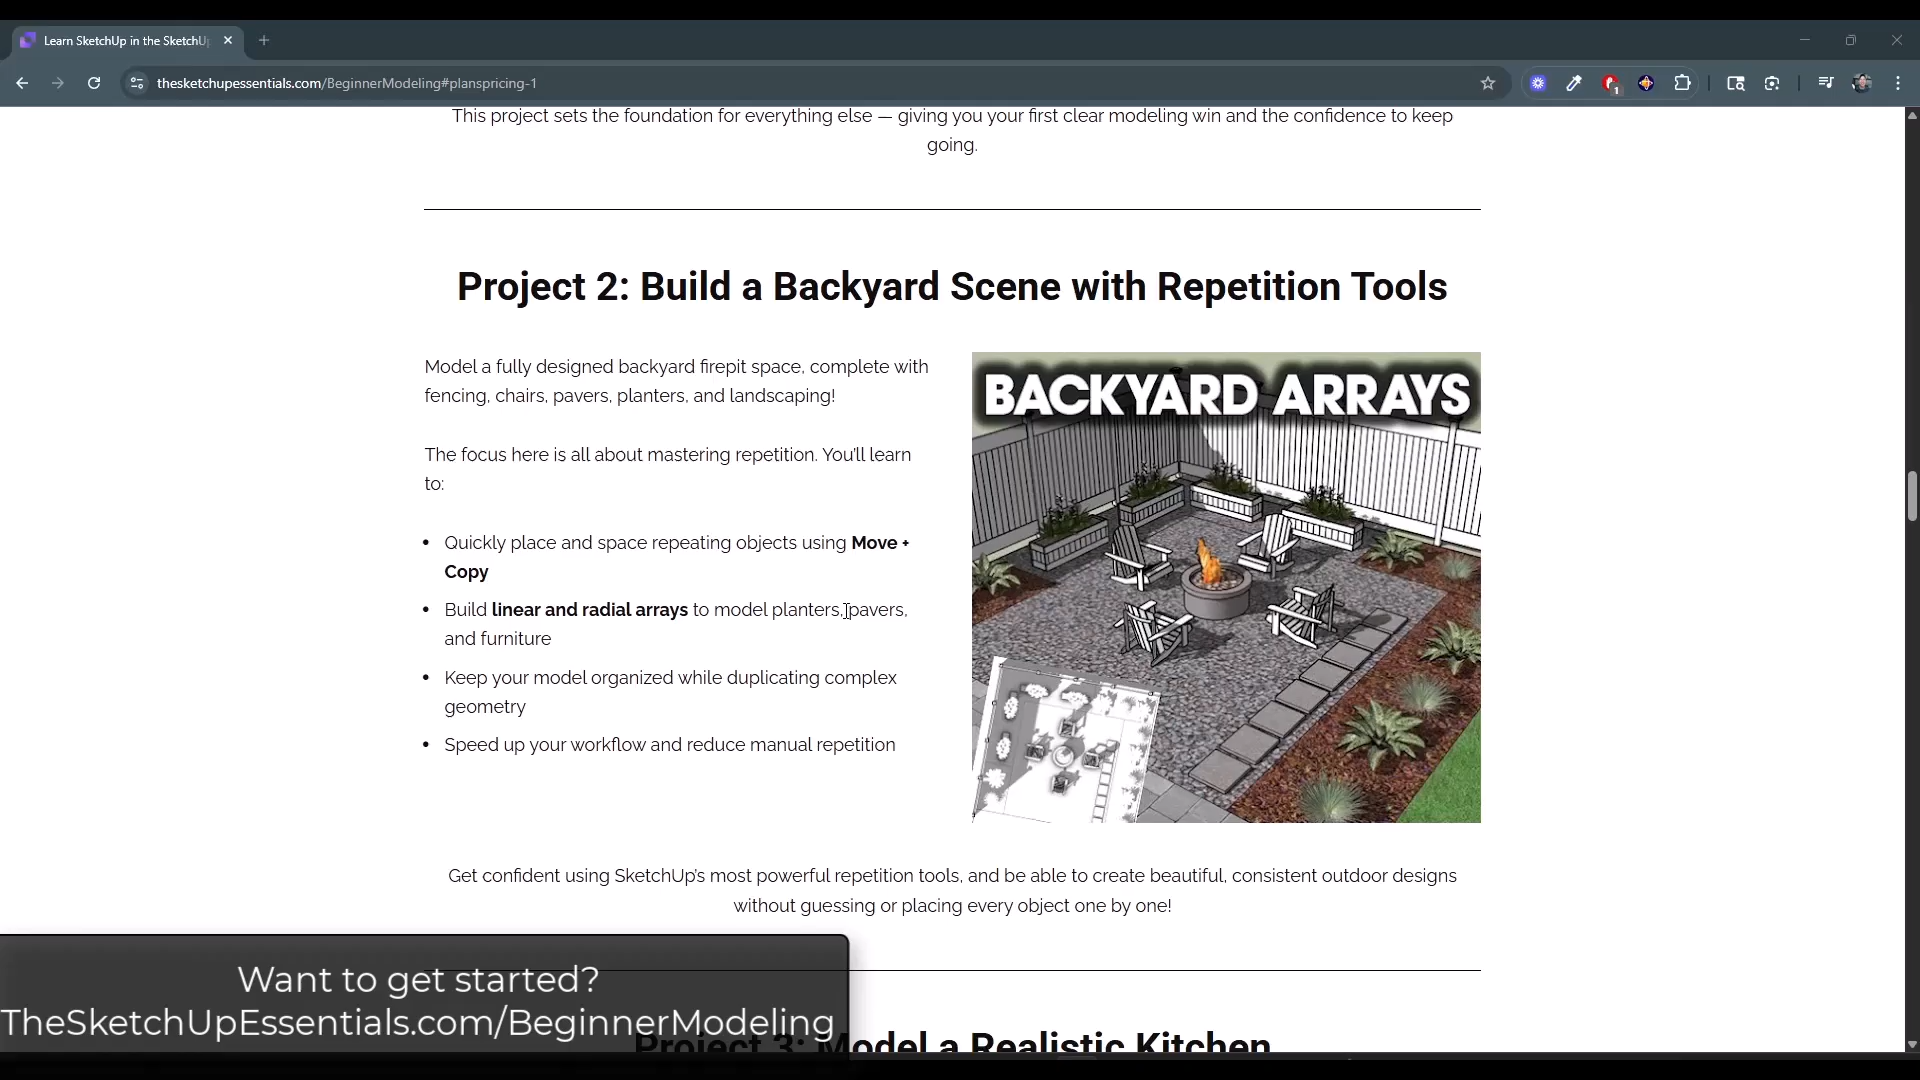 Learn SketchUp in the SketchUp
thesketchupessentials.com/BeginnerModeling#planspricing-1
1
This project sets the foundation for everything else — giving you your first clear modeling win and the confidence to keep
going.
Project 2: Build a Backyard Scene with Repetition Tools
Model a fully designed backyard firepit space, complete with
fencing, chairs, pavers, planters, and landscaping!
The focus here is all about mastering repetition. You'll learn
to:
• Quickly place and space repeating objects using Move +
Copy
• Build linear and radial arrays to model planters, pavers,
and furniture
• Keep your model organized while duplicating complex
geometry
• Speed up your workflow and reduce manual repetition
BACKYARD ARRAYS
Get confident using SketchUp's most powerful repetition tools, and be able to create beautiful, consistent outdoor designs
without guessing or placing every object one by one!
Want to get started?
TheSketchUpEssentials.com/BeginnerModeling
Project 3: Model a Realistic Kitchen